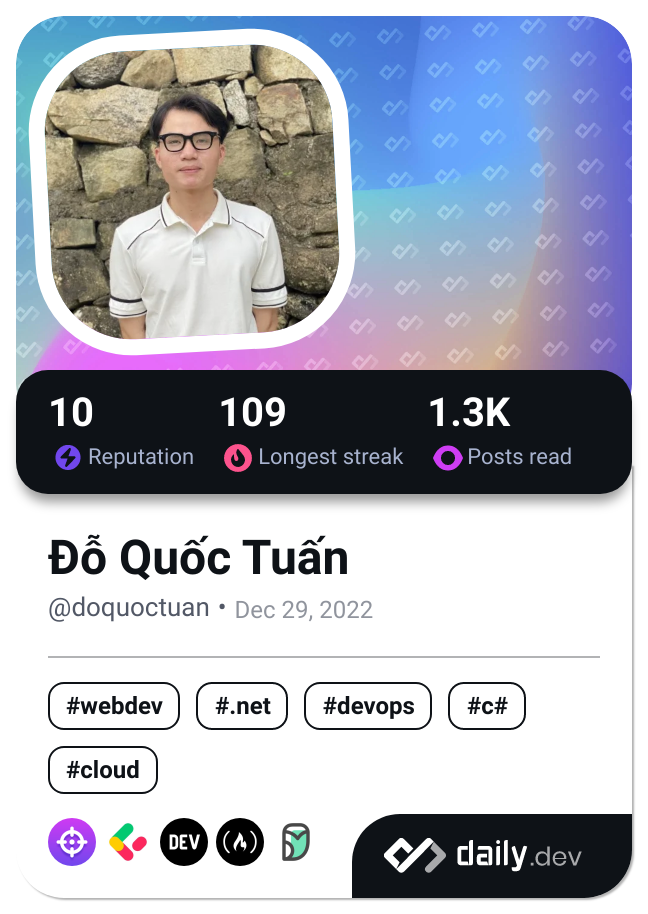 10 109 1.3K
Reputation Longest streak Posts read
Đỗ Quốc Tuấn
@doquoctuan • Dec 29, 2022
#webdev #.net #devops #c#
#cloud
DEV
daily.dev